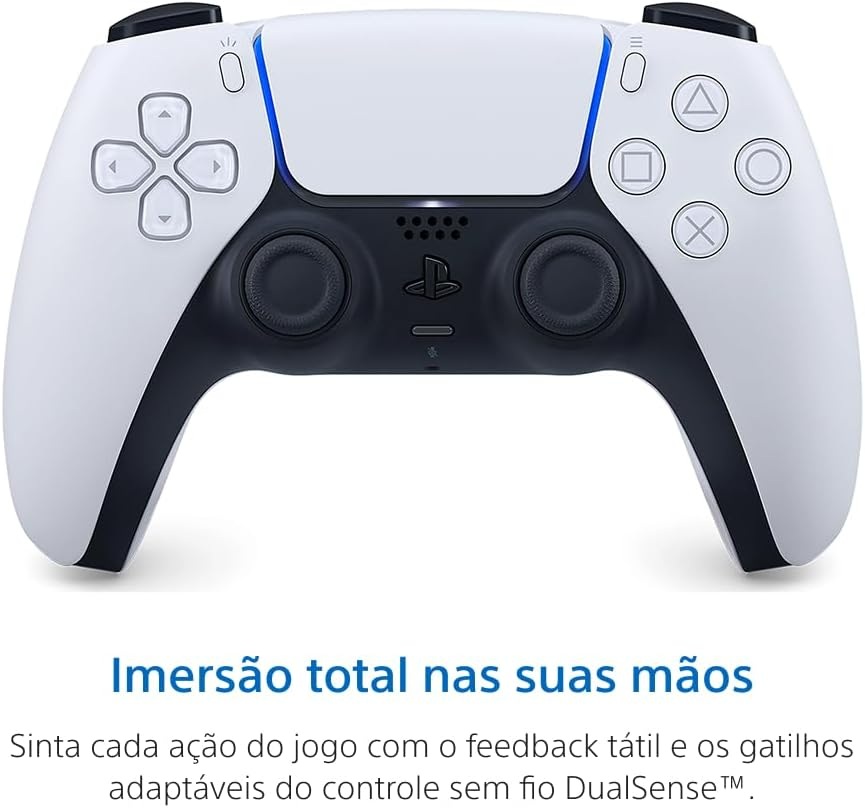 Imersão total nas suas mãos
Sinta cada ação do jogo com o feedback tátil e os gatilhos
adaptáveis do controle sem fio DualSense™.